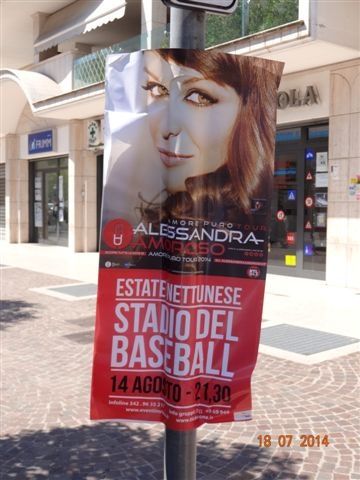 FRIMM
OLA
AMORE PURO TOUR
ALESSANDRA
AMOROSO
AMORE PURO TOUR 2014
ESTATE NETTUNESE
STADIO DEL
BASEBALL
14 AGOSTO - 21,30
18 07 2014